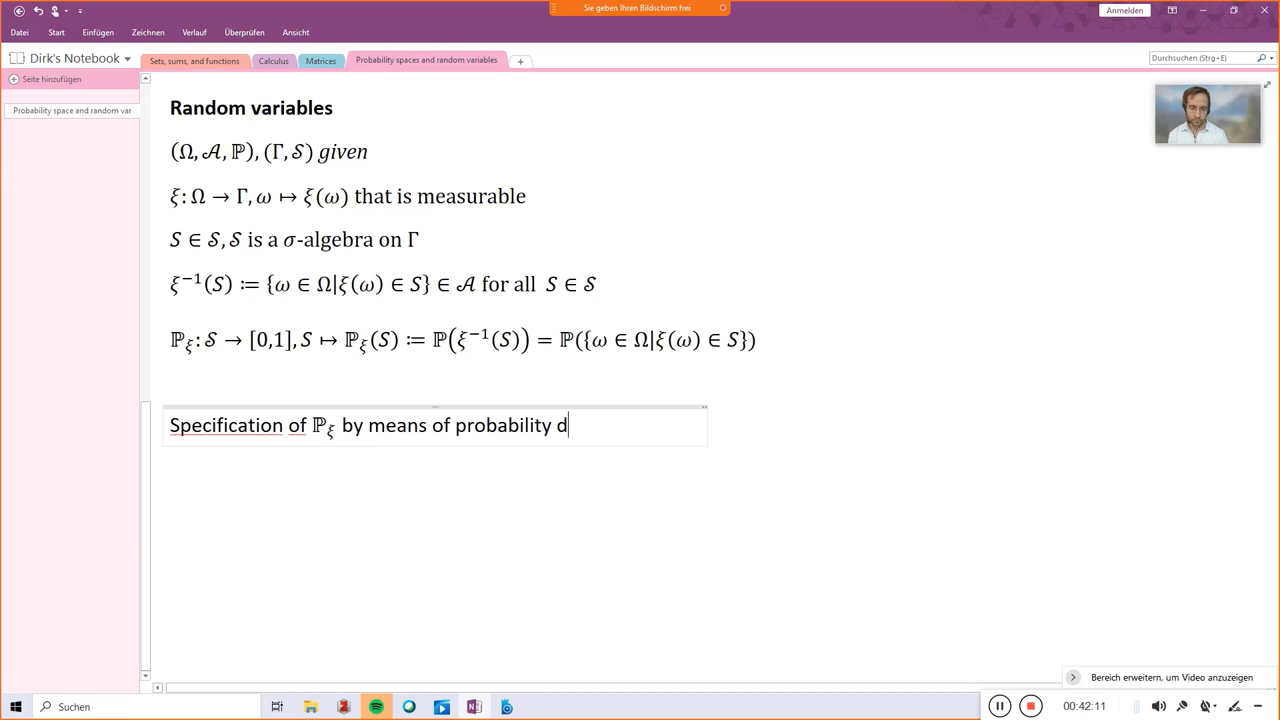 Sie geben Ihren Bildschirm frei
Anmelden
Datei Start Einfügen Zeichnen Verlauf Überprüfen Ansicht
Dirk's Notebook Sets, sums, and functions Calculus Matrices Probability spaces and random variables
Durchsuchen (Strg+E)
Seite hinzufügen
Probability space and random var
Random variables
(Ω, 𝒜, ℙ), (Γ, 𝒮) given
ξ: Ω → Γ, ω ↦ ξ(ω) that is measurable
S ∈ 𝒮, 𝒮 is a σ-algebra on Γ
ξ⁻¹(S) ≔ {ω ∈ Ω|ξ(ω) ∈ S} ∈ 𝒜 for all S ∈ 𝒮
ℙ_ξ: 𝒮 → [0,1], S ↦ ℙ_ξ(S) ≔ ℙ(ξ⁻¹(S)) = ℙ({ω ∈ Ω|ξ(ω) ∈ S})
Specification of ℙ_ξ by means of probability d
Bereich erweitern, um Video anzuzeigen
Suchen
00:42:11